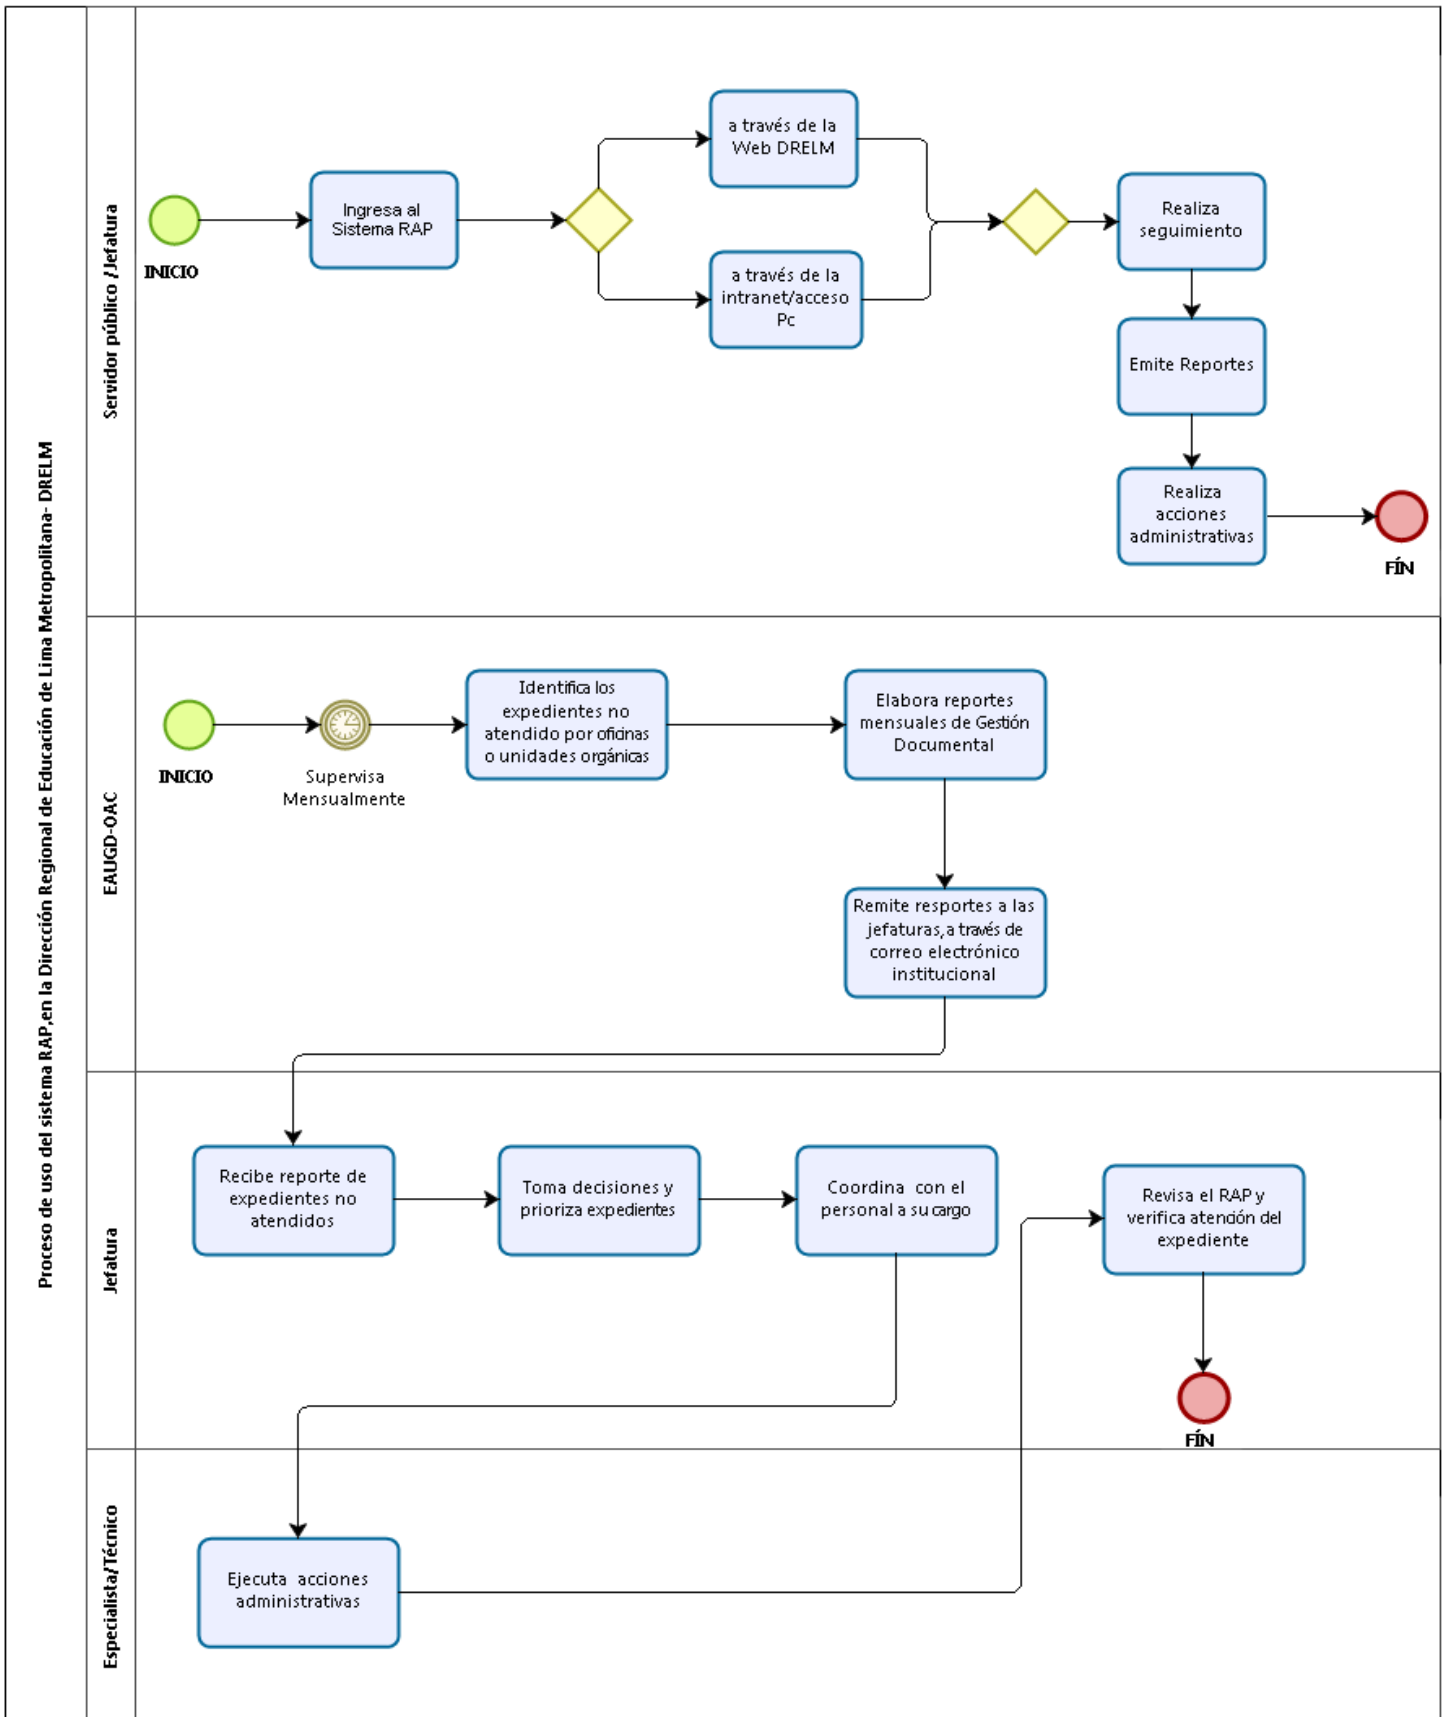 Proceso de uso del sistema RAP,en la Dirección Regional de Educación de Lima Metropolitana- DRELM
Servidor público /Jefatura
INICIO
Ingresa al
Sistema RAP
a través de la
Web DRELM
a través de la
intranet/acceso
Pc
Realiza
seguimiento
Emite Reportes
Realiza
acciones
administrativas
FÍN
EAUGD-OAC
INICIO
Supervisa
Mensualmente
Identifica los
expedientes no
atendido por oficinas
o unidades orgánicas
Elabora reportes
mensuales de Gestión
Documental
Remite resportes a las
jefaturas,a través de
correo electrónico
institucional
Jefatura
Recibe reporte de
expedientes no
atendidos
Toma decisiones y
prioriza expedientes
Coordina con el
personal a su cargo
Revisa el RAP y
verifica atención del
expediente
FÍN
Especialista/Técnico
Ejecuta acciones
administrativas